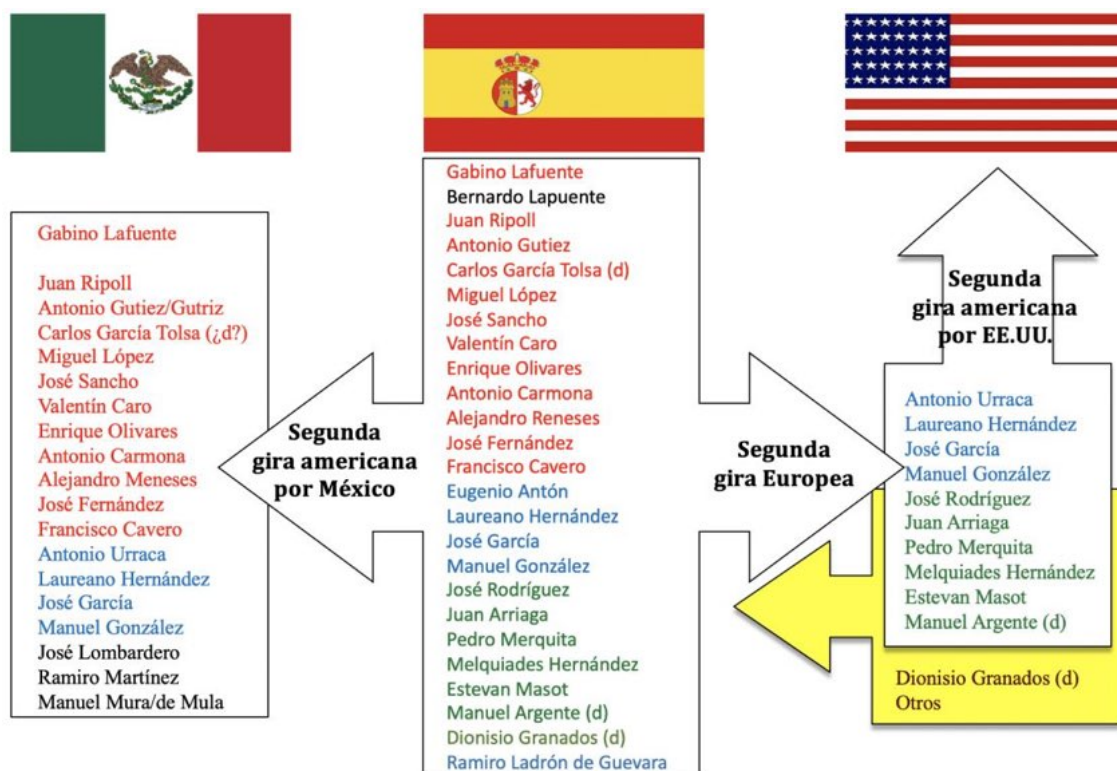 Gabino Lafuente
Juan Ripoll
Antonio Gutiez/Gutriz
Carlos García Tolsa (¿d?)
Miguel López
José Sancho
Valentín Caro
Enrique Olivares
Antonio Carmona
Alejandro Meneses
José Fernández
Francisco Cavero
Antonio Urraca
Laureano Hernández
José García
Manuel González
José Lombardero
Ramiro Martínez
Manuel Mura/de Mula
Segunda
gira americana
por México
Gabino Lafuente
Bernardo Lapuente
Juan Ripoll
Antonio Gutiez
Carlos García Tolsa (d)
Miguel López
José Sancho
Valentín Caro
Enrique Olivares
Antonio Carmona
Alejandro Reneses
José Fernández
Francisco Cavero
Eugenio Antón
Laureano Hernández
José García
Manuel González
José Rodríguez
Juan Arriaga
Pedro Merquita
Melquiades Hernández
Estevan Masot
Manuel Argente (d)
Dionisio Granados (d)
Ramiro Ladrón de Guevara
Segunda
gira Europea
Segunda
gira americana
por EE.UU.
Antonio Urraca
Laureano Hernández
José García
Manuel González
José Rodríguez
Juan Arriaga
Pedro Merquita
Melquiades Hernández
Estevan Masot
Manuel Argente (d)
Dionisio Granados (d)
Otros